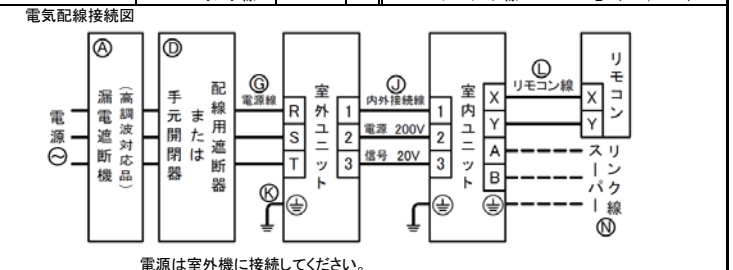 電気配線接続図
Ⓐ
漏電遮断機
(高調波対応品)
Ⓓ
手元開閉器
または
配線用遮断器
電源
Ⓖ
電源線
R
S
T
Ⓚ
室外ユニット
1
2
3
Ⓙ
内外接続線
電源 200V
信号 20V
1
2
3
室内ユニット
X
Y
A
B
Ⓛ
リモコン線
X
Y
リモコン
スーパー
リンク線
Ⓝ
電源は室外機に接続してください。